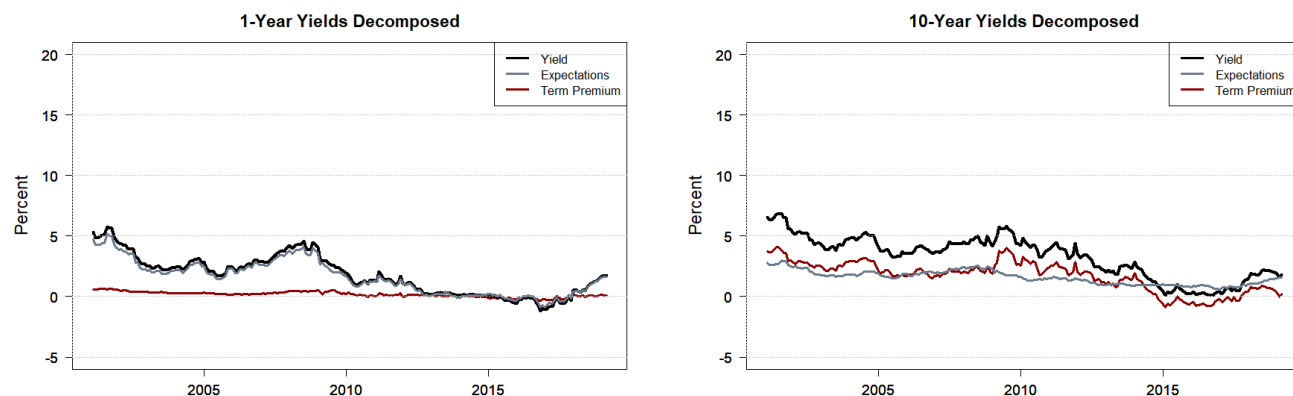 1-Year Yields Decomposed
Percent
20
15
10
5
0
-5
Yield
Expectations
Term Premium
2005
2010
2015
10-Year Yields Decomposed
Percent
20
15
10
5
0
-5
Yield
Expectations
Term Premium
2005
2010
2015